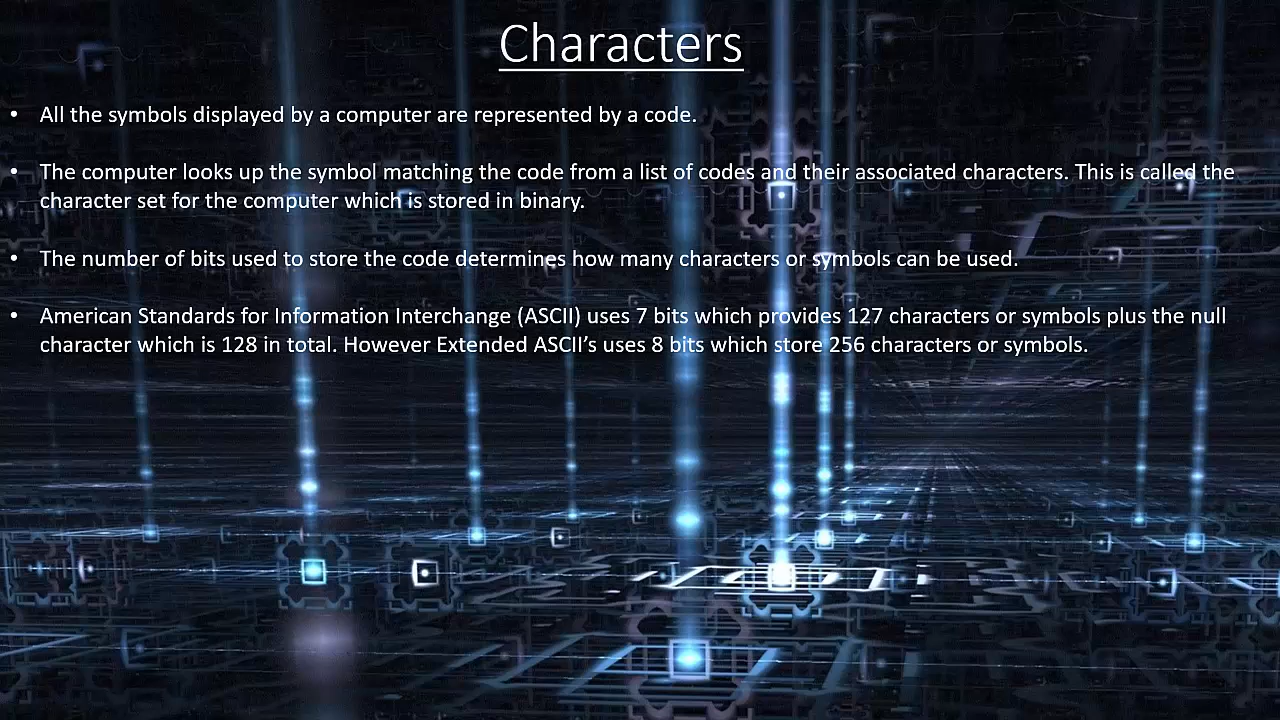 Characters
• All the symbols displayed by a computer are represented by a code.
• The computer looks up the symbol matching the code from a list of codes and their associated characters. This is called the
character set for the computer which is stored in binary.
• The number of bits used to store the code determines how many characters or symbols can be used.
• American Standards for Information Interchange (ASCII) uses 7 bits which provides 127 characters or symbols plus the null
character which is 128 in total. However Extended ASCII’s uses 8 bits which store 256 characters or symbols.